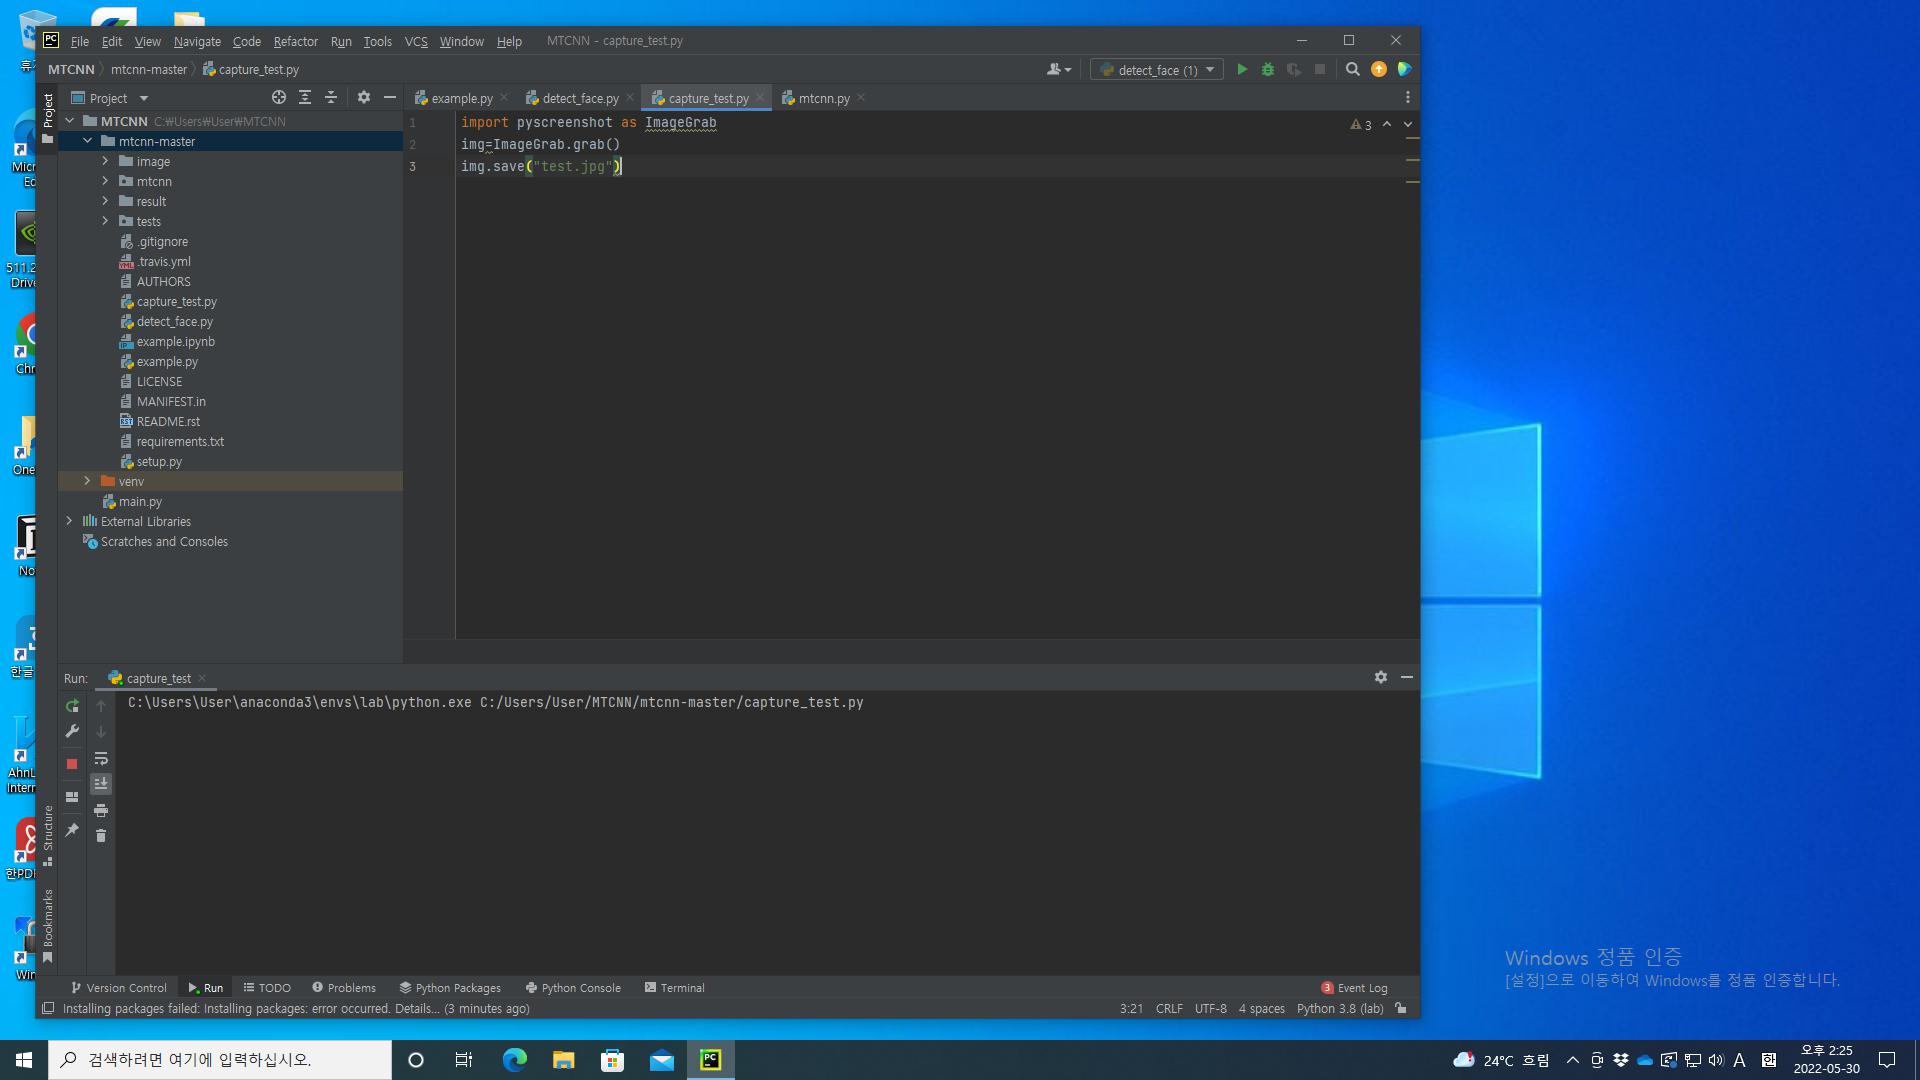 File Edit View Navigate Code Refactor Run Tools VCS Window Help MTCNN - capture_test.py
MTCNN mtcnn-master capture_test.py detect_face (1)
Project example.py detect_face.py capture_test.py mtcnn.py
Project
MTCNN C:₩Users₩User₩MTCNN
mtcnn-master
image
mtcnn
result
tests
.gitignore
.travis.yml
AUTHORS
capture_test.py
detect_face.py
example.ipynb
example.py
LICENSE
MANIFEST.in
README.rst
requirements.txt
setup.py
venv
main.py
External Libraries
Scratches and Consoles
1 import pyscreenshot as ImageGrab
2 img=ImageGrab.grab()
3 img.save("test.jpg")
3
Run: capture_test
C:\Users\User\anaconda3\envs\lab\python.exe C:/Users/User/MTCNN/mtcnn-master/capture_test.py
Structure
Bookmarks
Version Control Run TODO Problems Python Packages Python Console Terminal 3 Event Log
Installing packages failed: Installing packages: error occurred. Details... (3 minutes ago) 3:21 CRLF UTF-8 4 spaces Python 3.8 (lab)
Windows 정품 인증
[설정]으로 이동하여 Windows를 정품 인증합니다.
검색하려면 여기에 입력하십시오.
24°C 흐림
A
한
오후 2:25
2022-05-30